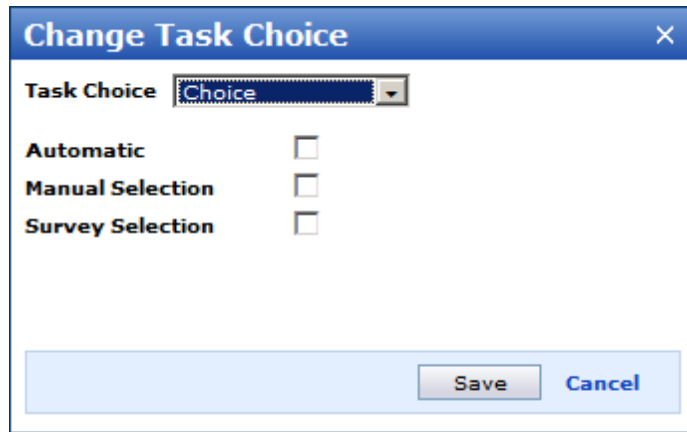 Change Task Choice
Task Choice Choice
Automatic
Manual Selection
Survey Selection
Save Cancel